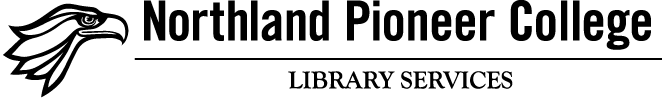 Northland Pioneer College
LIBRARY SERVICES